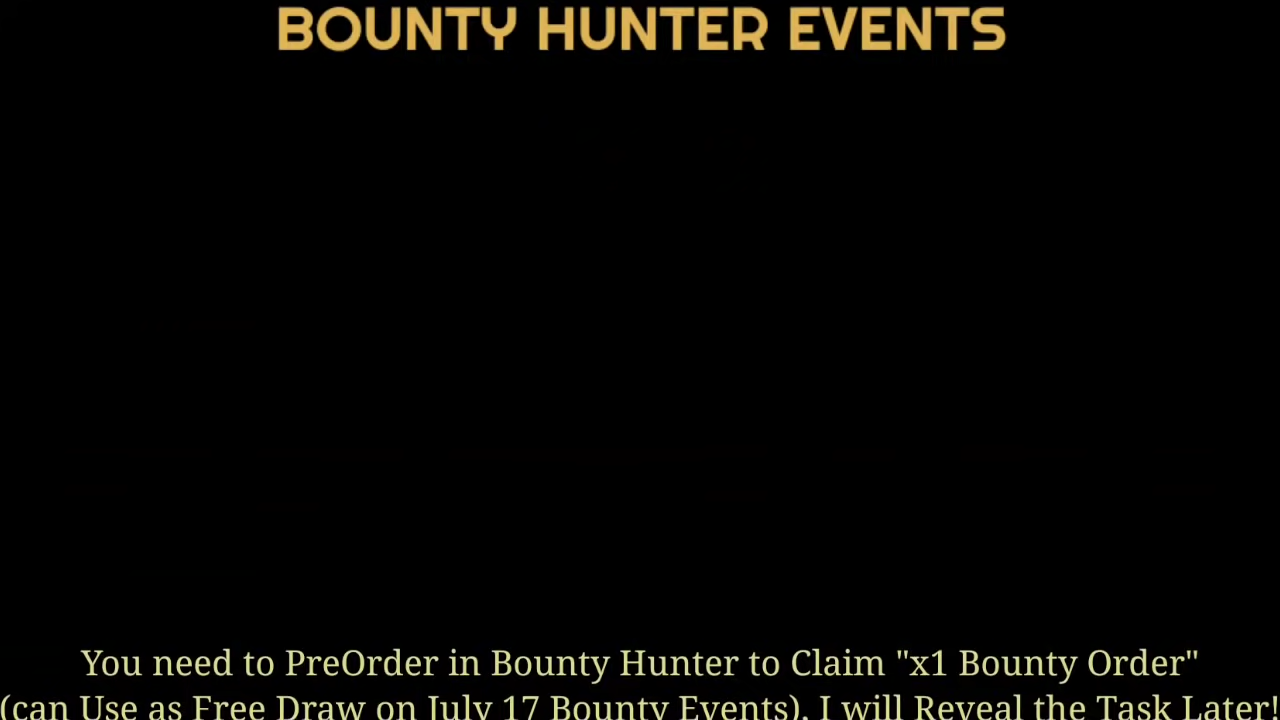 BOUNTY HUNTER EVENTS
You need to PreOrder in Bounty Hunter to Claim "x1 Bounty Order"
(can Use as Free Draw on July 17 Bounty Events). I will Reveal the Task Later!